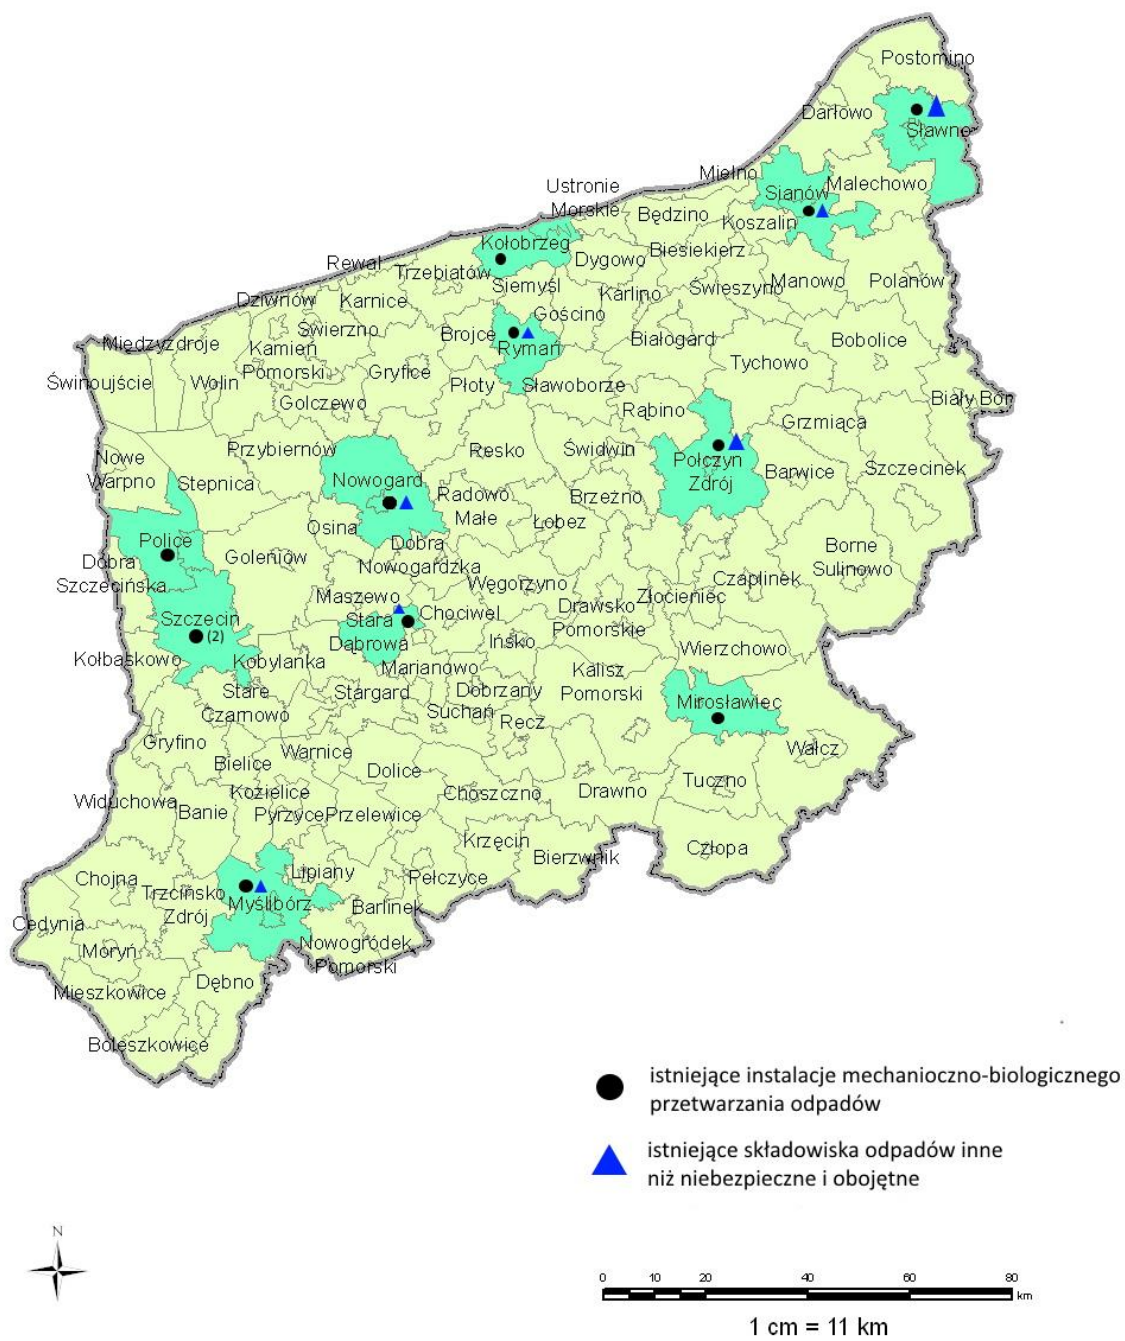 Postomino
Darłowo
Sławno
Mielno
Sianów
Malechowo
Ustronie
Morskie
Będzino
Koszalin
Kołobrzeg
Biesiekierz
Dygowo
Rewal
Trzebiatów
Siemyśl
Karlino
Świeszyno
Manowo
Polanów
Dziwnów
Karnice
Gościno
Świerzno
Brojce
Rymań
Białogard
Bobolice
Międzyzdroje
Kamień
Pomorski
Gryfice
Tychowo
Świnoujście
Wolin
Płoty
Sławoborze
Golczewo
Rąbino
Biały Bór
Grzmiąca
Przybiernów
Resko
Świdwin
Nowe
Warpno
Stepnica
Nowogard
Połczyn
Zdrój
Barwice
Szczecinek
Radowo
Małe
Brzeżno
Osina
Łobez
Police
Dobra
Nowogardzka
Borne
Sulinowo
Dobra
Szczecińska
Goleniów
Węgorzyno
Czaplinek
Maszewo
Chociwel
Drawsko
Pomorskie
Złocieniec
Szczecin
(2)
Stara
Dąbrowa
Ińsko
Wierzchowo
Kołbaskowo
Kobylanka
Marianowo
Kalisz
Pomorski
Stare
Czarnowo
Stargard
Dobrzany
Suchań
Recz
Mirosławiec
Gryfino
Warnice
Wałcz
Bielice
Dolice
Kozielice
Choszczno
Drawno
Tuczno
Widuchowa
Banie
Pyrzyce
Przelewice
Krzęcin
Bierzwnik
Człopa
Chojna
Trzcińsko
Zdrój
Lipiany
Pełczyce
Myślibórz
Barlinek
Cedynia
Moryń
Nowogródek
Pomorski
Mieszkowice
Dębno
Boleszkowice
istniejące instalacje mechanioczno-biologicznego
przetwarzania odpadów
istniejące składowiska odpadów inne
niż niebezpieczne i obojętne
N
0 10 20 40 60 80
km
1 cm = 11 km